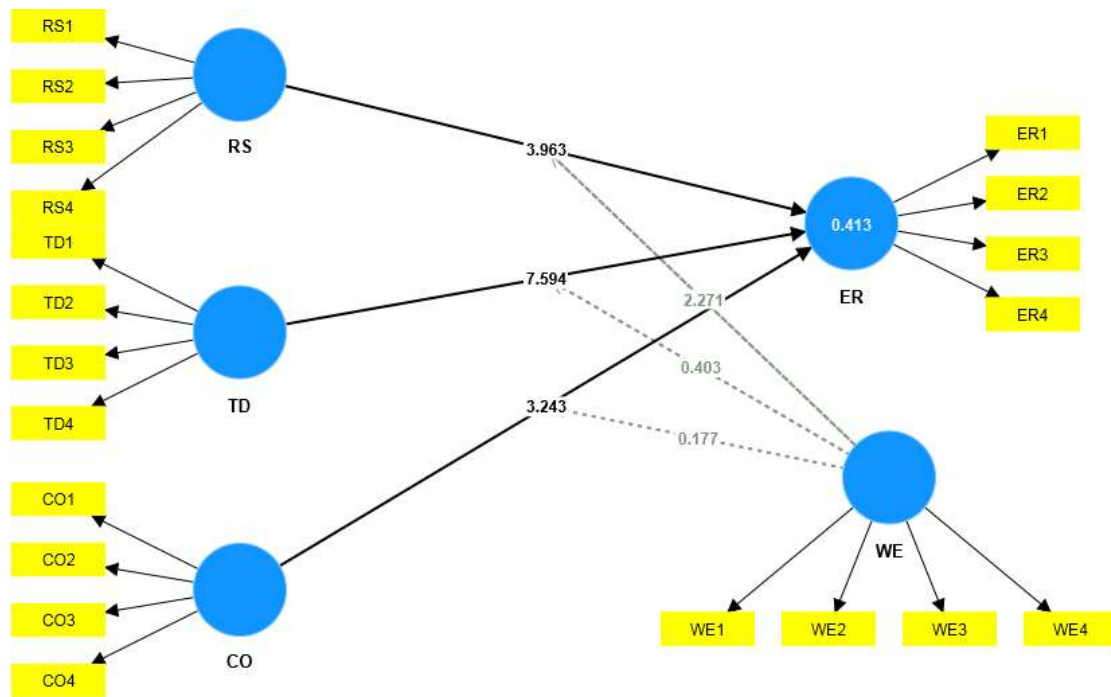 RS1
RS2
RS3
RS4
RS
TD1
TD2
TD3
TD4
TD
CO1
CO2
CO3
CO4
CO
3.963
7.594
3.243
2.271
0.403
0.177
0.413
ER
ER1
ER2
ER3
ER4
WE
WE1 WE2 WE3 WE4